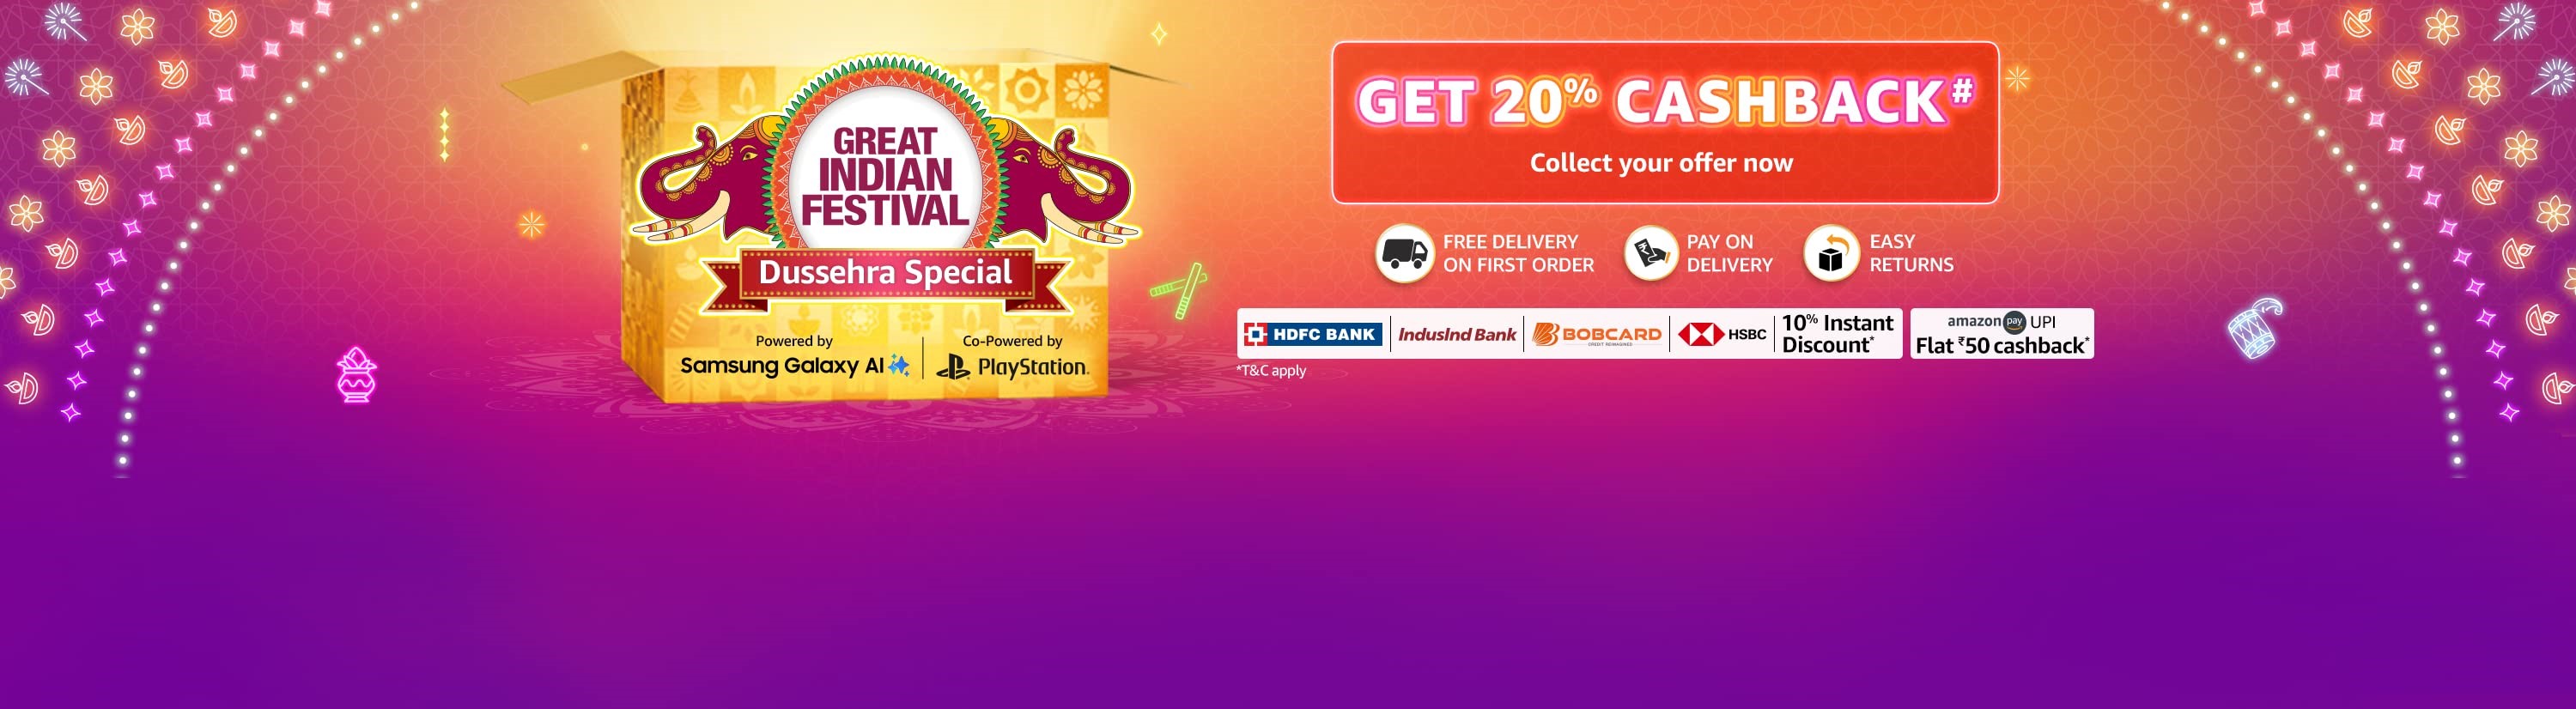 GREAT
INDIAN
FESTIVAL
Dussehra Special
Powered by
Samsung Galaxy AI
Co-Powered by
PlayStation.
GET 20% CASHBACK#
Collect your offer now
FREE DELIVERY
ON FIRST ORDER
PAY ON
DELIVERY
EASY
RETURNS
HDFC BANK
IndusInd Bank
BOBCARD
CREDIT REIMAGINED
HSBC
10% Instant
Discount*
amazon pay UPI
Flat ₹50 cashback*
*T&C apply